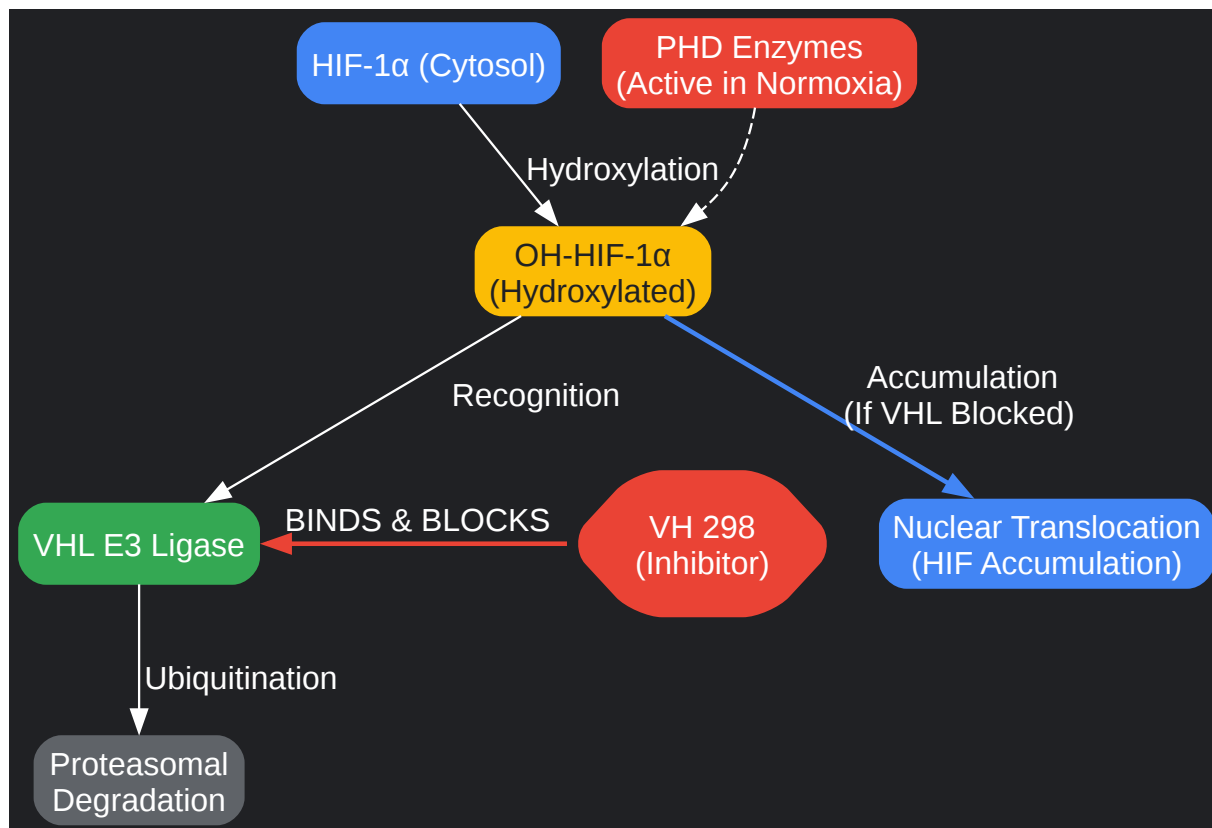 HIF-1α (Cytosol)
PHD Enzymes
(Active in Normoxia)
Hydroxylation
OH-HIF-1α
(Hydroxylated)
Recognition
Accumulation
(If VHL Blocked)
VHL E3 Ligase
BINDS & BLOCKS
VH 298
(Inhibitor)
Nuclear Translocation
(HIF Accumulation)
Ubiquitination
Proteasomal
Degradation